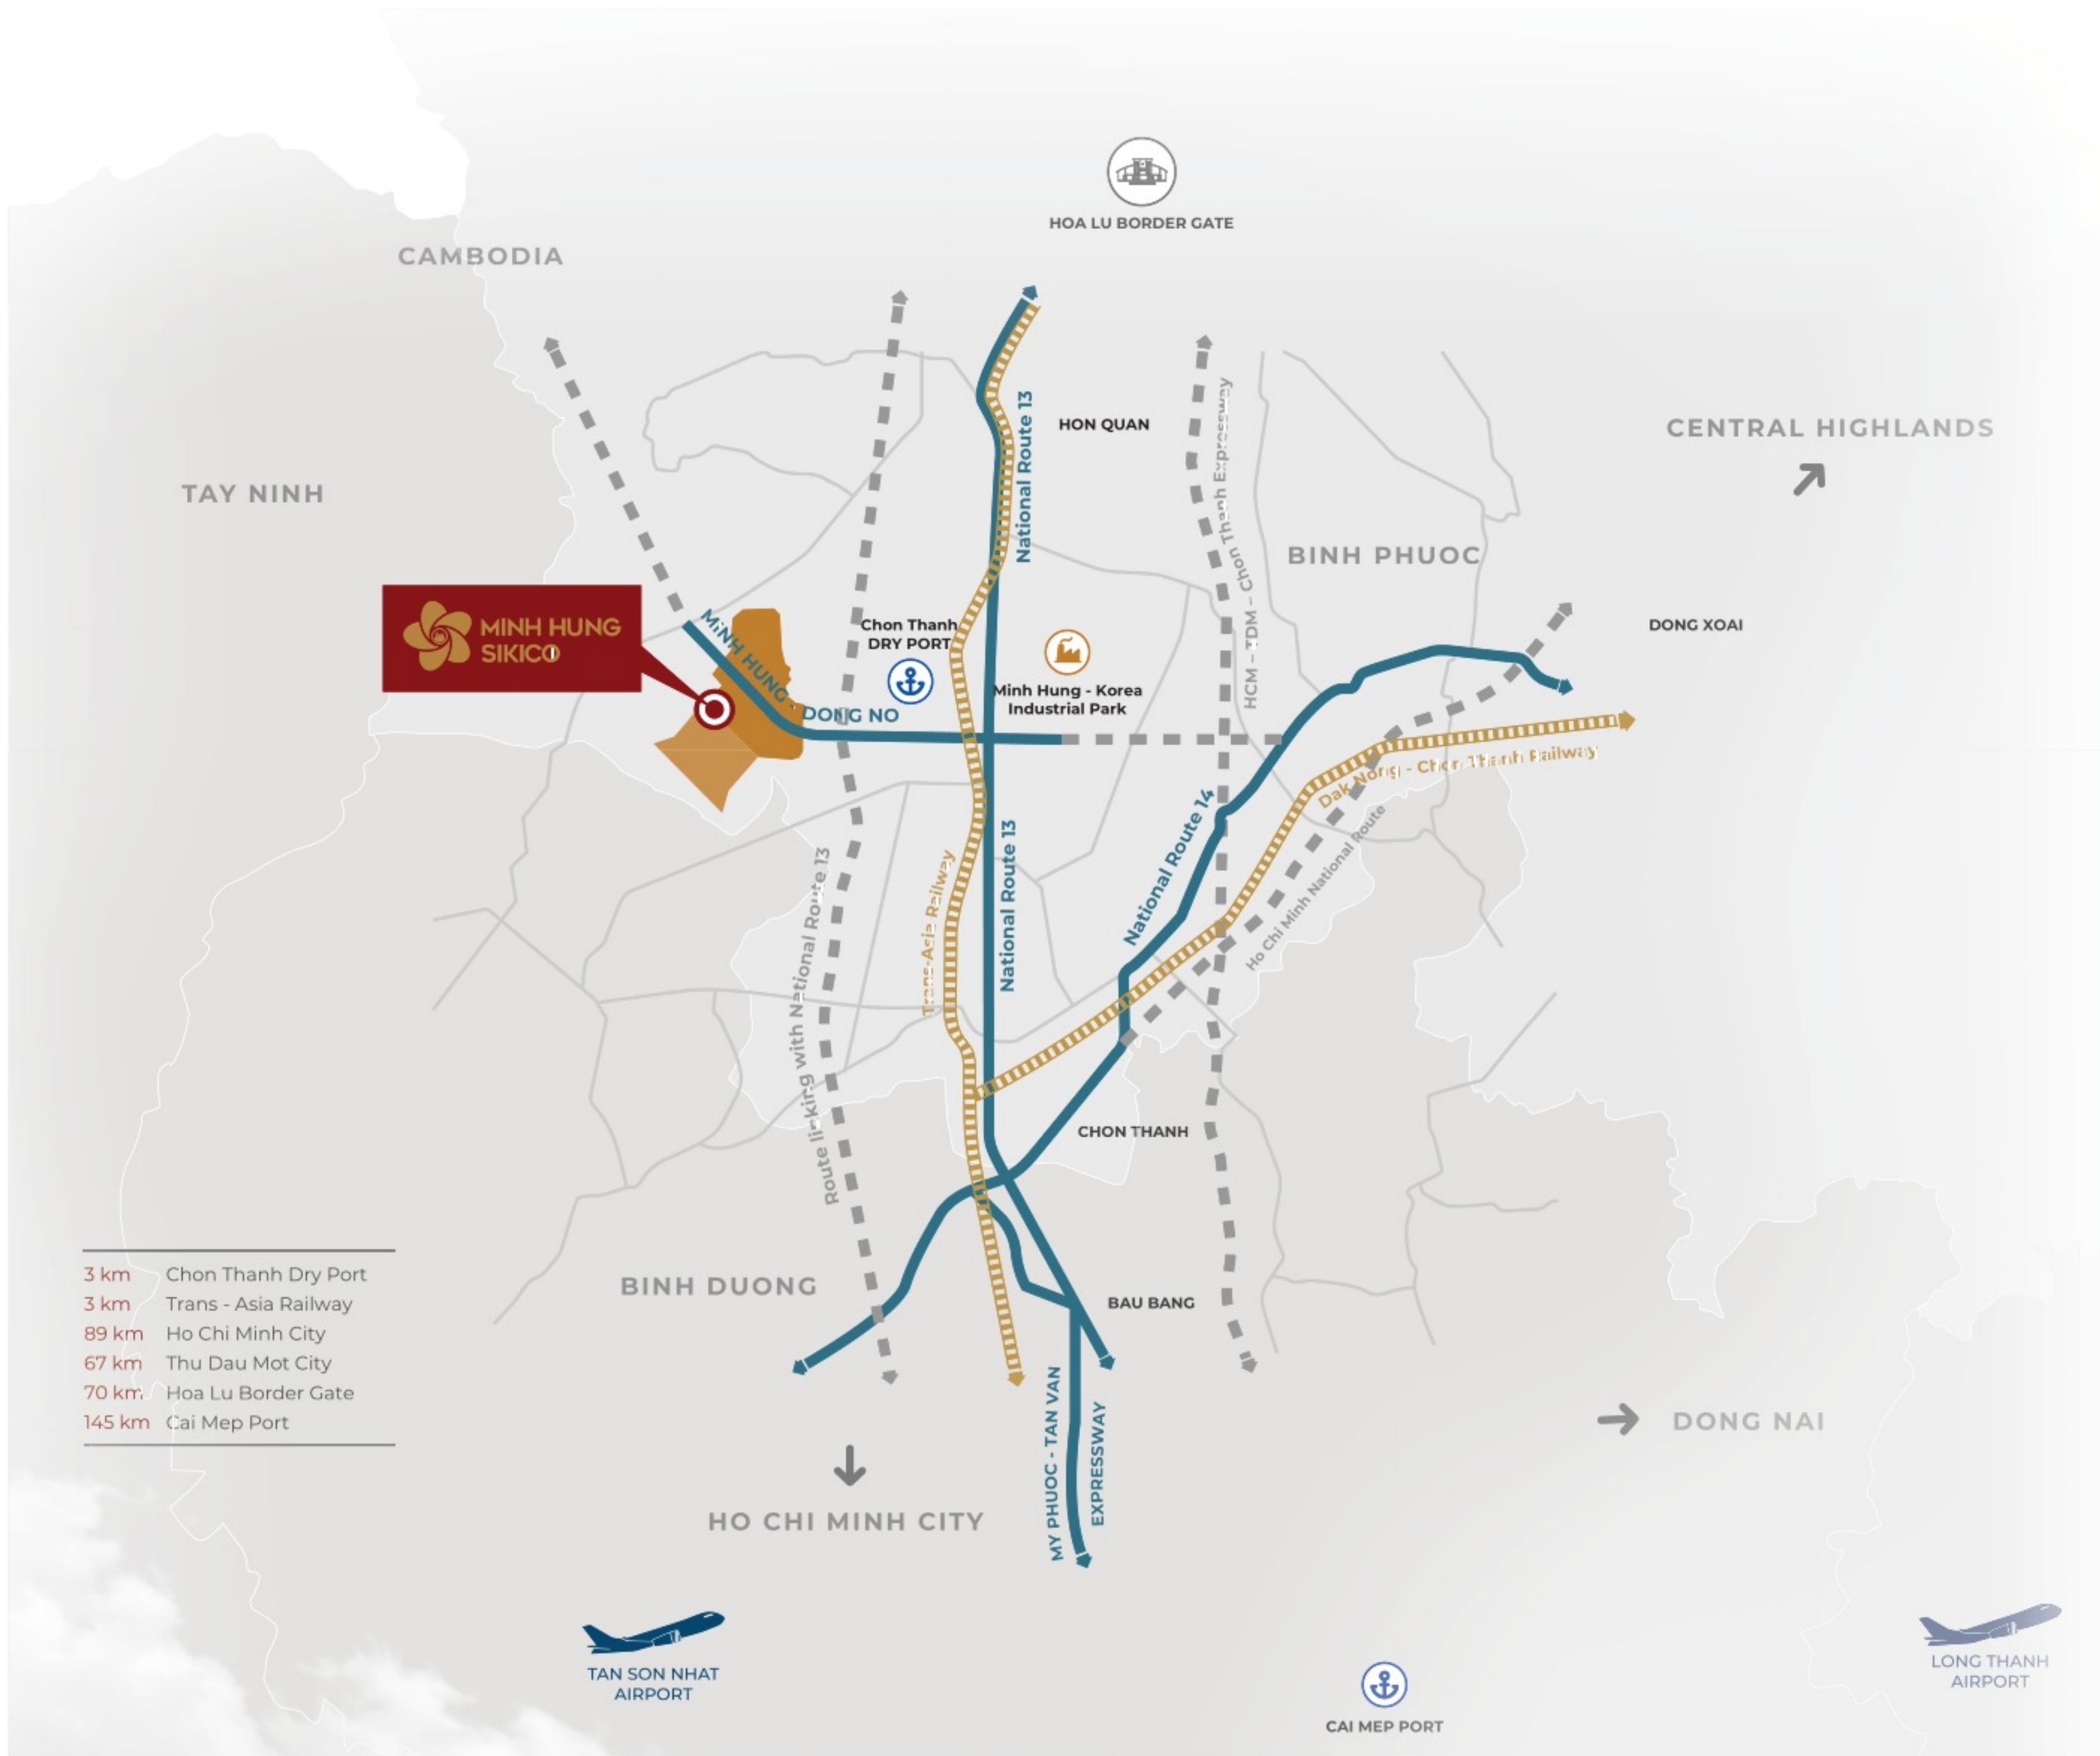 HOA LU BORDER GATE
CAMBODIA
HON QUAN
National Route 13
HCM - TDM - Chon Thanh Expressway
CENTRAL HIGHLANDS
TAY NINH
BINH PHUOC
MINH HUNG
SIKICO
MINH HUNG - DONG NO
Chon Thanh
DRY PORT
Minh Hung - Korea
Industrial Park
DONG XOAI
Dak Nong - Chon Thanh Railway
National Route 14
Ho Chi Minh National Route
Route linking with National Route 13
Trans-Asia Railway
National Route 13
CHON THANH
BINH DUONG
BAU BANG
3 km Chon Thanh Dry Port
3 km Trans - Asia Railway
89 km Ho Chi Minh City
67 km Thu Dau Mot City
70 km Hoa Lu Border Gate
145 km Cai Mep Port
MY PHUOC - TAN VAN
EXPRESSWAY
DONG NAI
HO CHI MINH CITY
TAN SON NHAT
AIRPORT
LONG THANH
AIRPORT
CAI MEP PORT